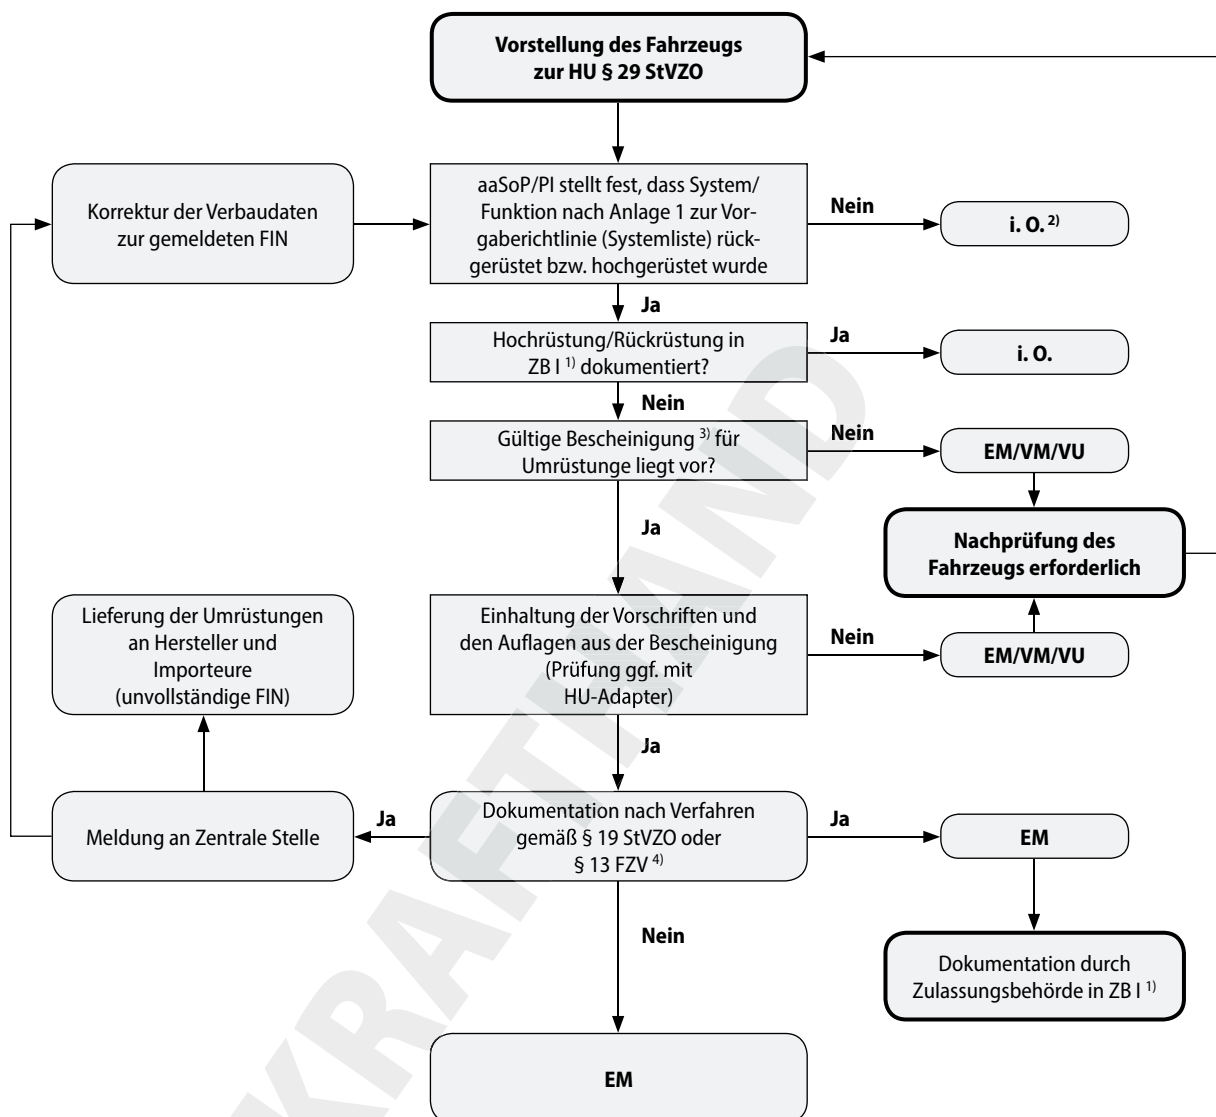 Vorstellung des Fahrzeugs
zur HU § 29 StVZO
Korrektur der Verbaudaten
zur gemeldeten FIN
aaSoP/PI stellt fest, dass System/
Funktion nach Anlage 1 zur Vor-
gaberichtlinie (Systemliste) rück-
gerüstet bzw. hochgerüstet wurde
Nein
i. O. 2)
Ja
Hochrüstung/Rückrüstung in
ZB I 1) dokumentiert?
Ja
i. O.
Nein
Gültige Bescheinigung 3) für
Umrüstunge liegt vor?
Nein
EM/VM/VU
Ja
Nachprüfung des
Fahrzeugs erforderlich
Lieferung der Umrüstungen
an Hersteller und
Importeure
(unvollständige FIN)
Einhaltung der Vorschriften und
den Auflagen aus der Bescheinigung
(Prüfung ggf. mit
HU-Adapter)
Nein
EM/VM/VU
Ja
Meldung an Zentrale Stelle
Ja
Dokumentation nach Verfahren
gemäß § 19 StVZO oder
§ 13 FZV 4)
Ja
EM
Nein
Dokumentation durch
Zulassungsbehörde in ZB I 1)
EM
KRAFTHAND